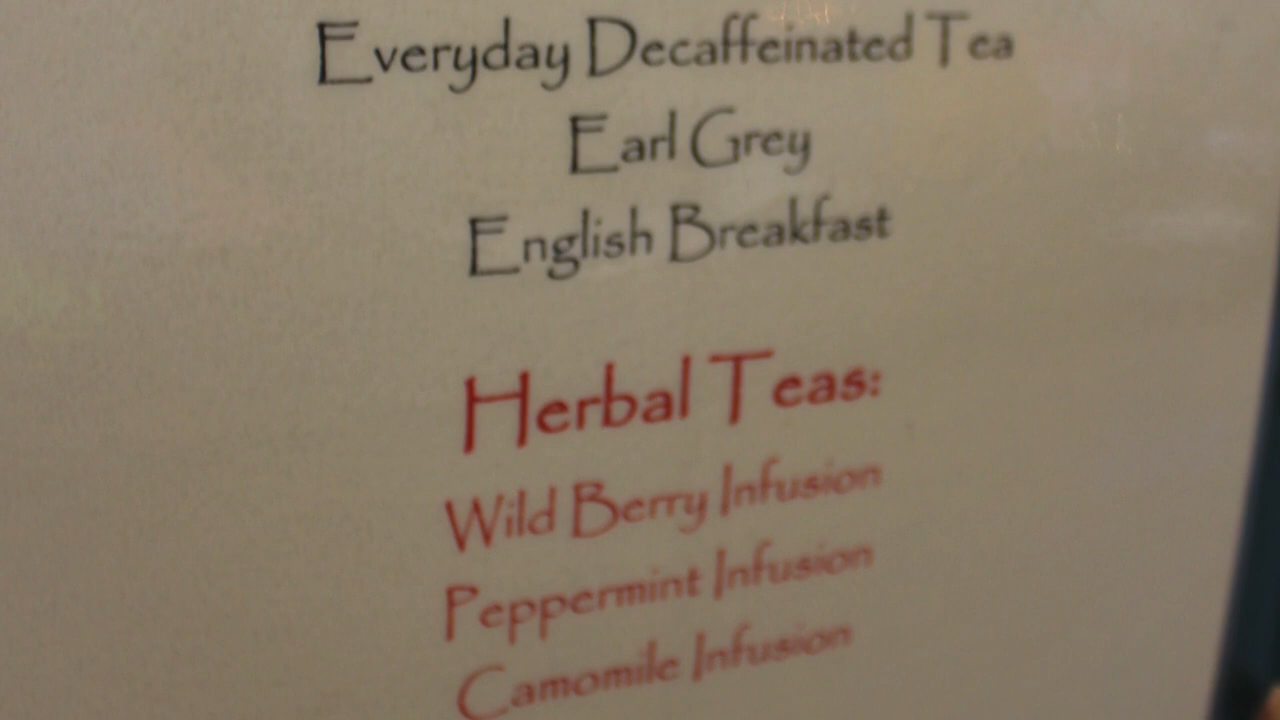 Everyday Decaffeinated Tea
Earl Grey
English Breakfast
Herbal Teas:
Wild Berry Infusion
Peppermint Infusion
Camomile Infusion